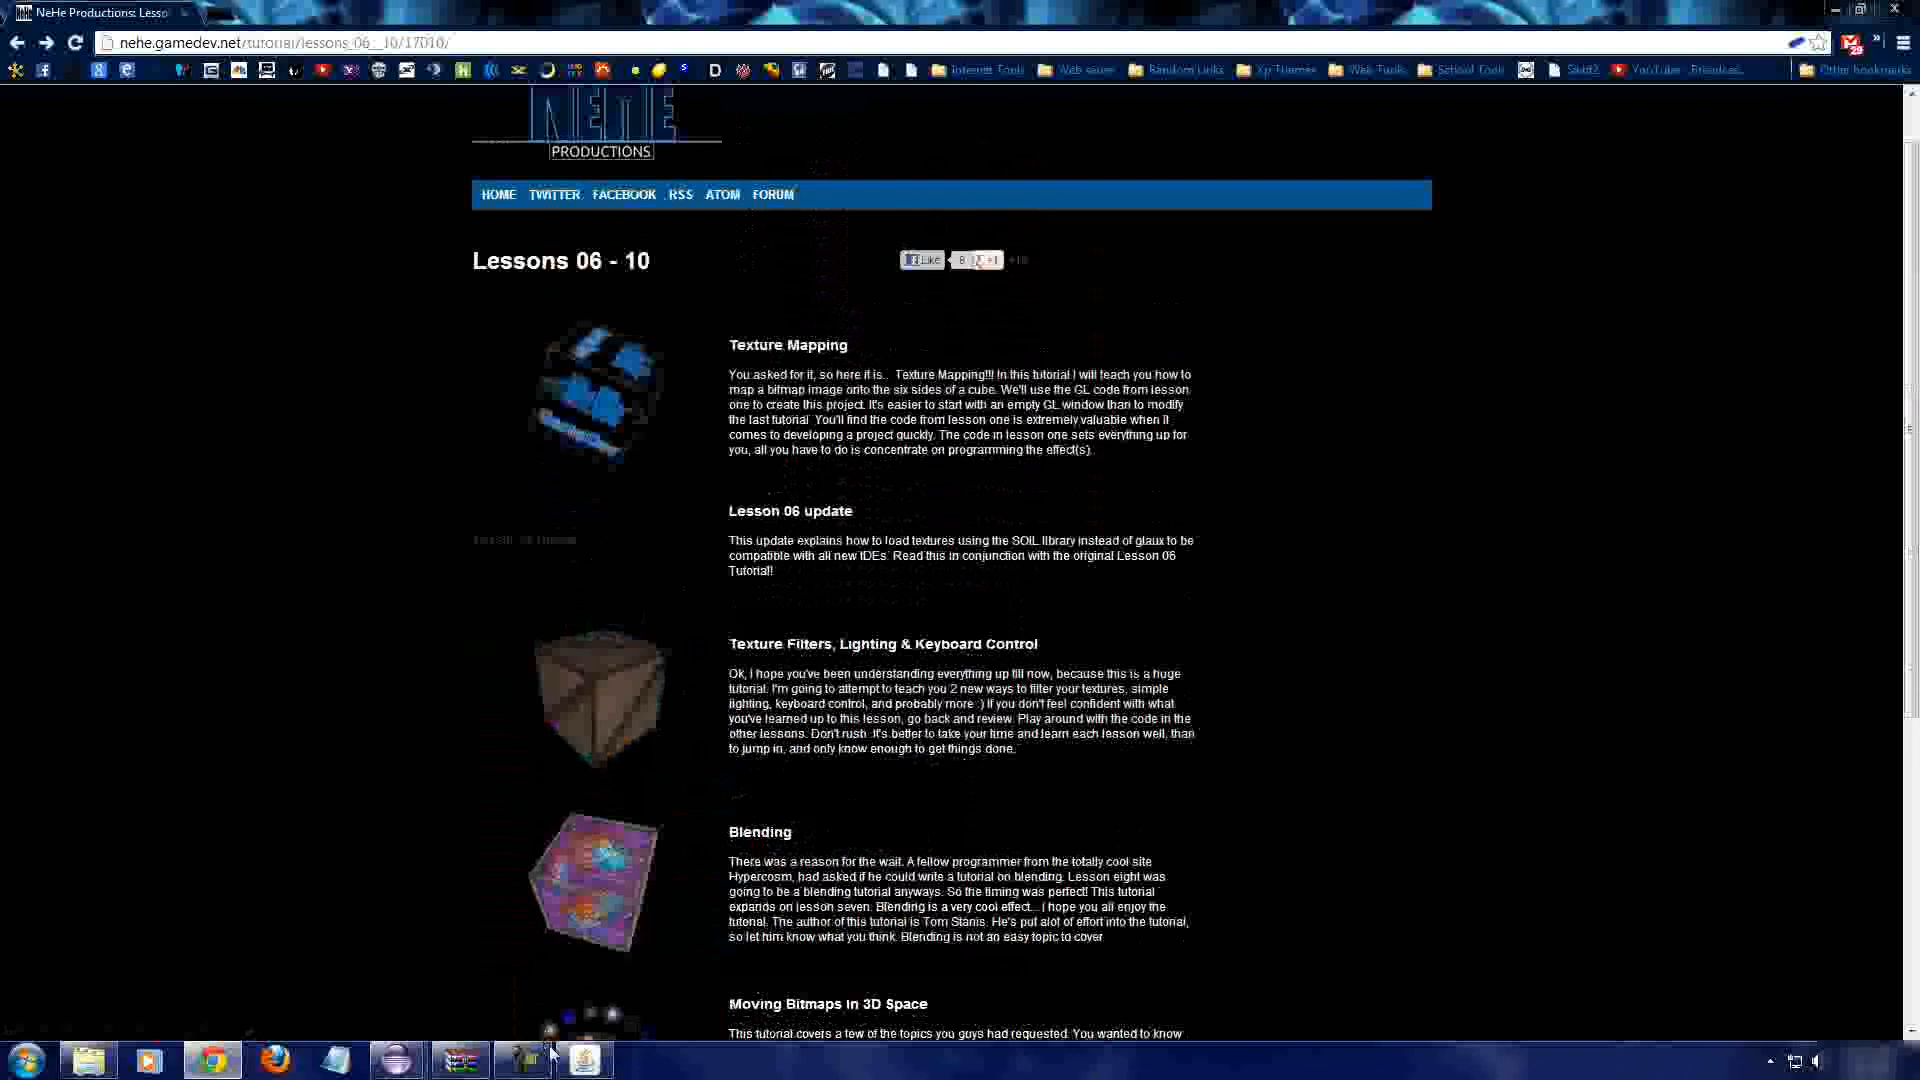 NeHe Productions: Lesso
nehe.gamedev.net/tutorial/lessons_06__10/17010/
29
Internet Tools
Web saver
Random Links
Xp Themes
Web Tools
School Tools
YouTube - Broadcas...
Other bookmarks
NEHE
PRODUCTIONS
HOME TWITTER FACEBOOK RSS ATOM FORUM
Lessons 06 - 10
Like
8
+1
Texture Mapping
You asked for it, so here it is... Texture Mapping!!! In this tutorial I will teach you how to
map a bitmap image onto the six sides of a cube. We'll use the GL code from lesson
one to create this project. It's easier to start with an empty GL window than to modify
the last tutorial. You'll find the code from lesson one is extremely valuable when it
comes to developing a project quickly. The code in lesson one sets everything up for
you, all you have to do is concentrate on programming the effect(s).
Lesson 06 update
This update explains how to load textures using the SOIL library instead of glaux to be
compatible with all new IDEs. Read this in conjunction with the original Lesson 06
Tutorial!
Texture Filters, Lighting & Keyboard Control
Ok, I hope you've been understanding everything up till now, because this is a huge
tutorial. I'm going to attempt to teach you 2 new ways to filter your textures, simple
lighting, keyboard control, and probably more :) If you don't feel confident with what
you've learned up to this lesson, go back and review. Play around with the code in the
other lessons. Don't rush. It's better to take your time and learn each lesson well, than
to jump in, and only know enough to get things done.
Blending
There was a reason for the wait. A fellow programmer from the totally cool site
Hypercosm, had asked if he could write a tutorial on blending. Lesson eight was
going to be a blending tutorial anyways. So the timing was perfect! This tutorial
expands on lesson seven. Blending is a very cool effect... I hope you all enjoy the
tutorial. The author of this tutorial is Tom Stanis. He's put alot of effort into the tutorial,
so let him know what you think. Blending is not an easy topic to cover.
Moving Bitmaps In 3D Space
This tutorial covers a few of the topics you guys had requested. You wanted to know